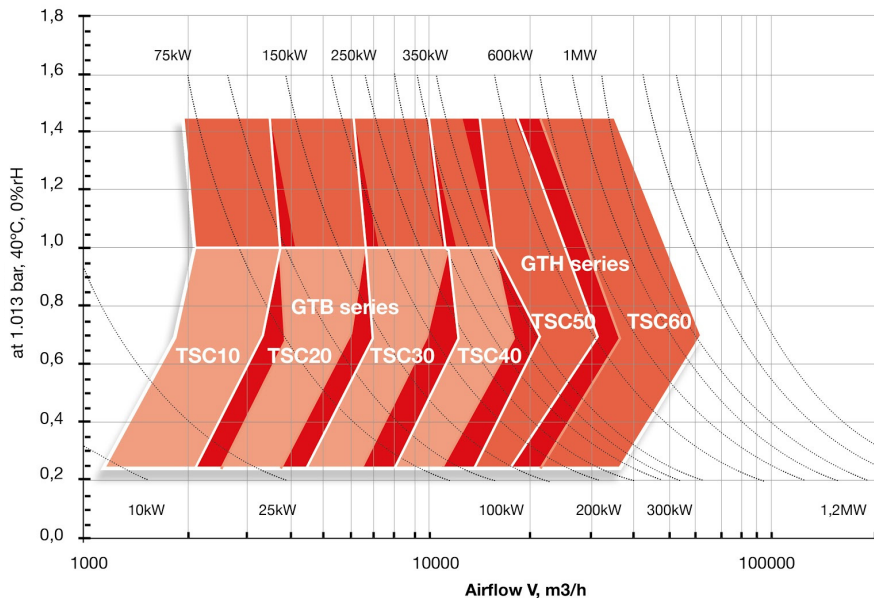 1,8
75kW 150kW 250kW 350kW 600kW 1MW
1,6
1,4
1,2
1,0
GTH series
0,8
GTB series
TSC50 TSC60
0,6
TSC10 TSC20 TSC30 TSC40
0,4
0,2
10kW 25kW 100kW 200kW 300kW 1,2MW
0,0
1000 10000 100000
Airflow V, m3/h
at 1.013 bar, 40ºC, 0%rH